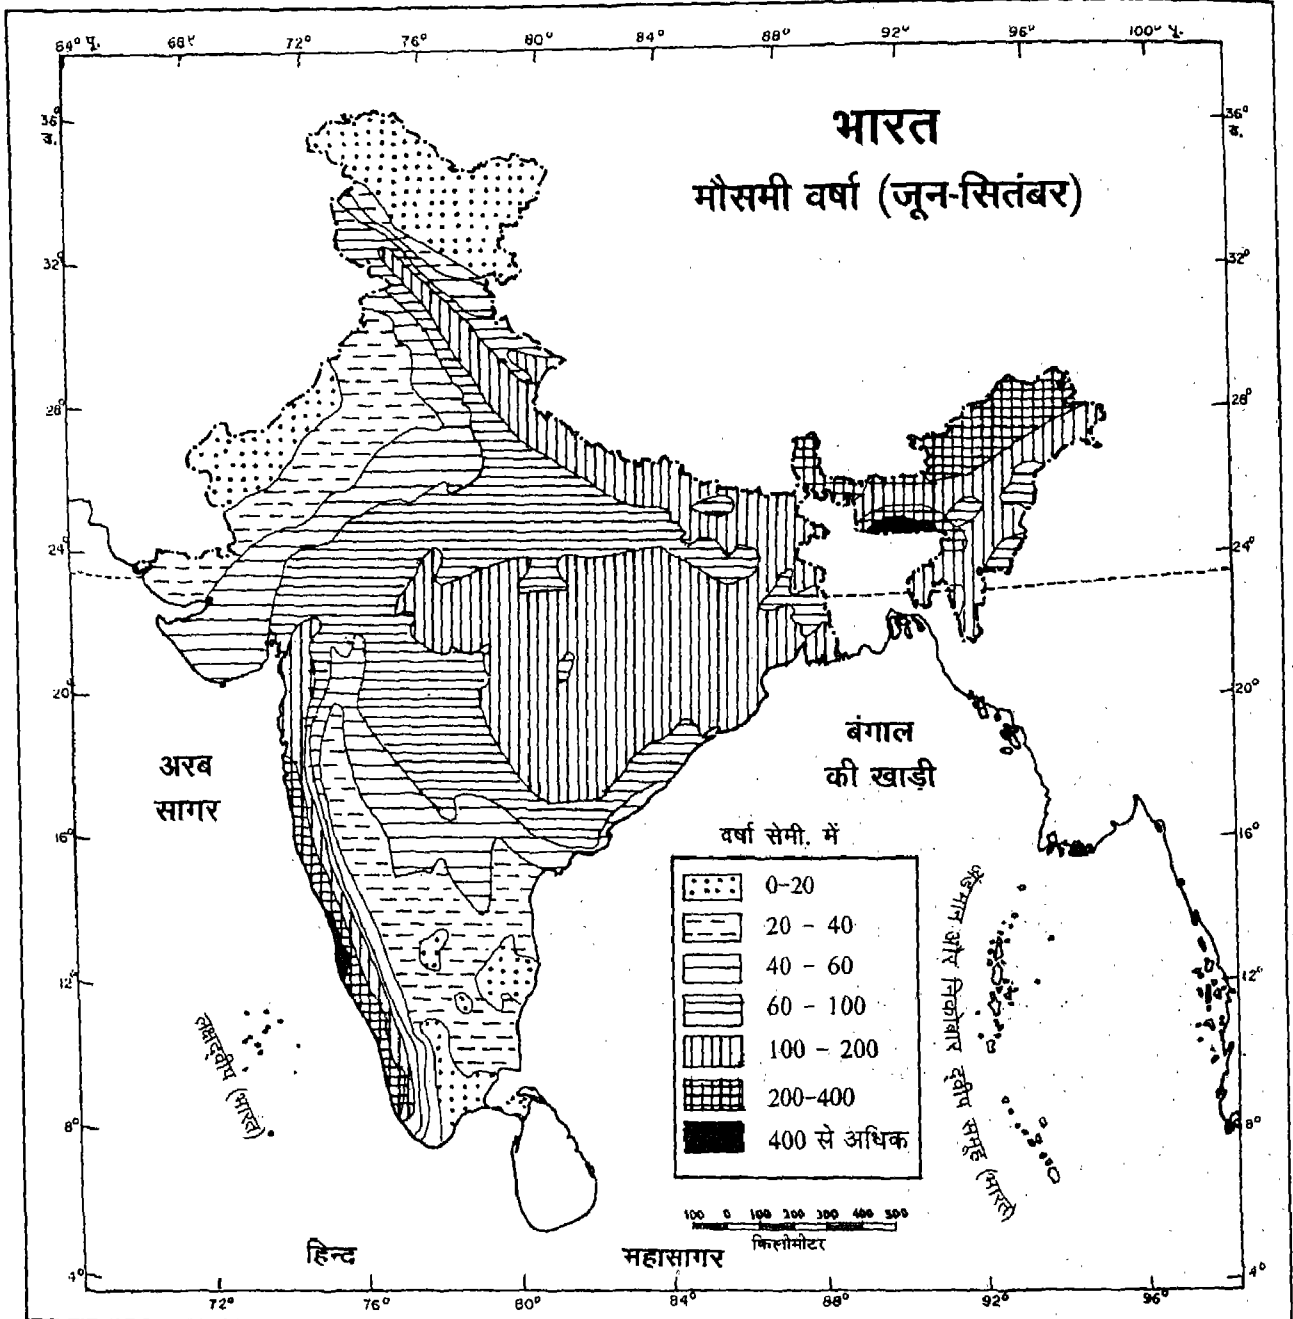 64° पू. 68° 72° 76° 80° 84° 88° 92° 96° 100° पू.
भारत
मौसमी वर्षा (जून-सितंबर)
36° उ.
32°
28°
24°
20°
16°
12°
8°
4°
36° उ.
32°
28°
24°
20°
16°
12°
8°
4°
अरब
सागर
बंगाल
की खाड़ी
लक्षद्वीप (भारत)
अंडमान और निकोबार द्वीप समूह (भारत)
वर्षा सेमी. में
0-20
20 - 40
40 - 60
60 - 100
100 - 200
200-400
400 से अधिक
100 0 100 200 300 400 500
किलोमीटर
हिन्द महासागर
72° 76° 80° 84° 88° 92° 96°